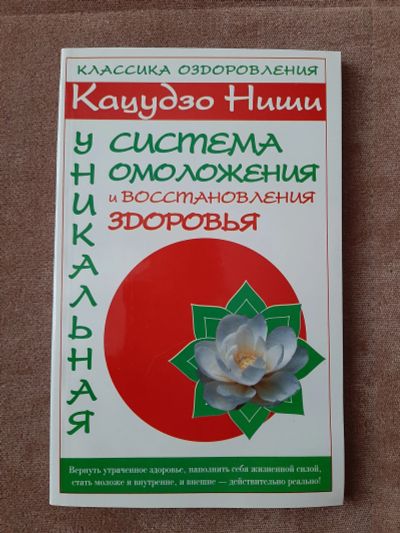 КЛАССИКА ОЗДОРОВЛЕНИЯ
Кацудзо Ниши
УНИКАЛЬНАЯ
СИСТЕМА
ОМОЛОЖЕНИЯ
и ВОССТАНОВЛЕНИЯ
ЗДОРОВЬЯ
Вернуть утраченное здоровье, наполнить себя жизненной силой,
стать моложе и внутренне, и внешне — действительно реально!